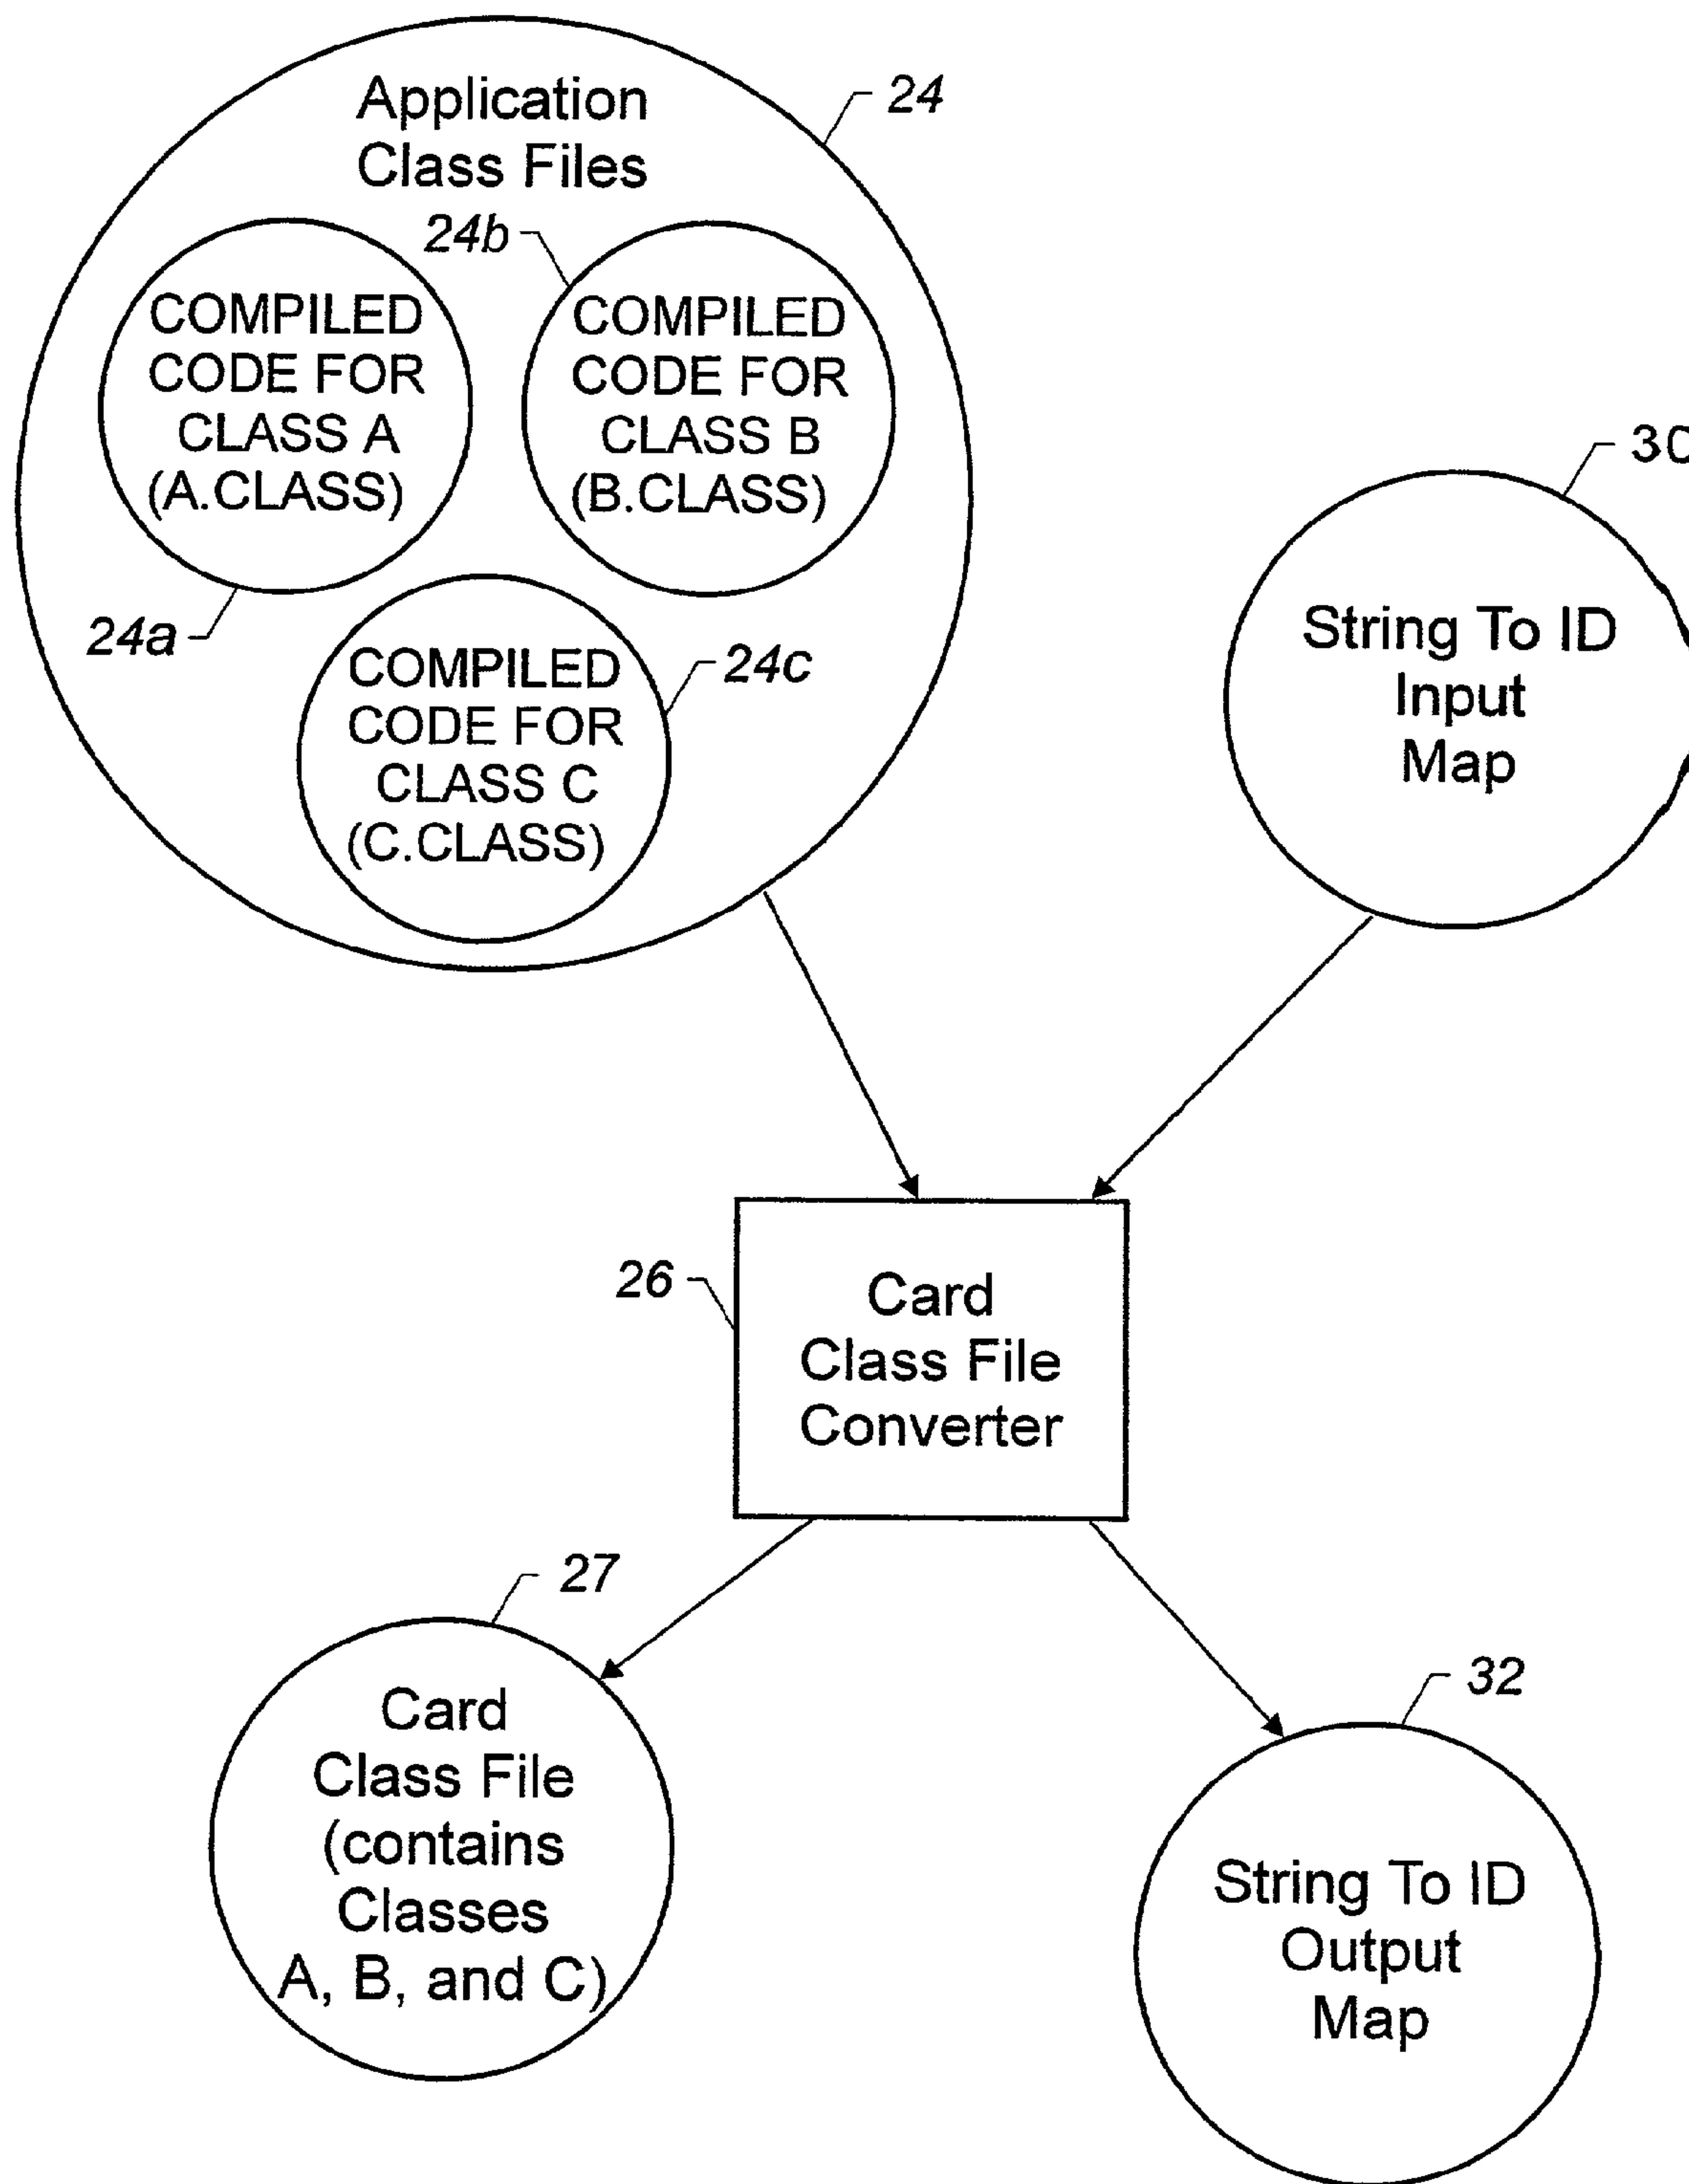 Application
Class Files
24
24b
COMPILED
CODE FOR
CLASS A
(A.CLASS)
COMPILED
CODE FOR
CLASS B
(B.CLASS)
24a
COMPILED
CODE FOR
CLASS C
(C.CLASS)
24c
30
String To ID
Input
Map
26
Card
Class File
Converter
27
Card
Class File
(contains
Classes
A, B, and C)
32
String To ID
Output
Map